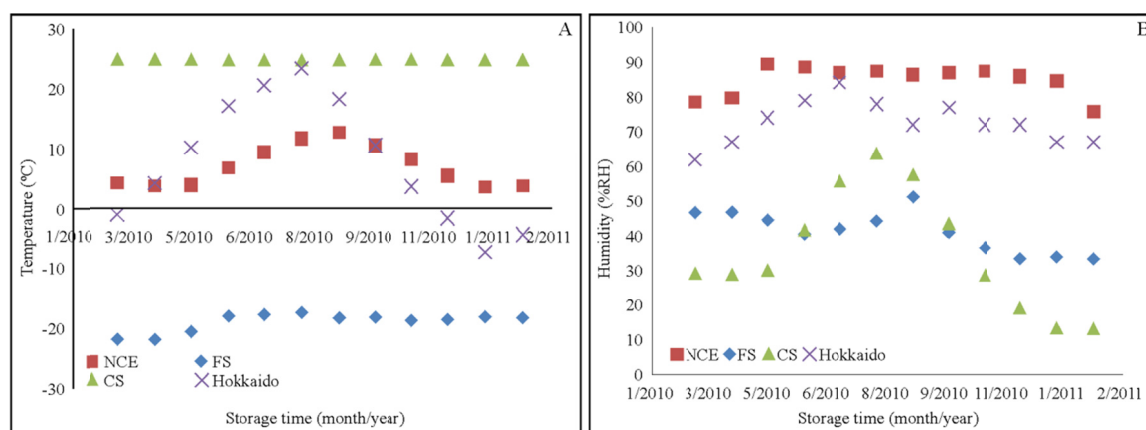 A
30
20
10
0
-10
-20
-30
Temperature (ºC)
1/2010 3/2010 5/2010 6/2010 8/2010 9/2010 11/2010 1/2011 2/2011
NCE FS
CS Hokkaido
Storage time (month/year)
B
100
90
80
70
60
50
40
30
20
10
0
Humidity (%RH)
NCE FS CS Hokkaido
1/2010 3/2010 5/2010 6/2010 8/2010 9/2010 11/2010 1/2011 2/2011
Storage time (month/year)